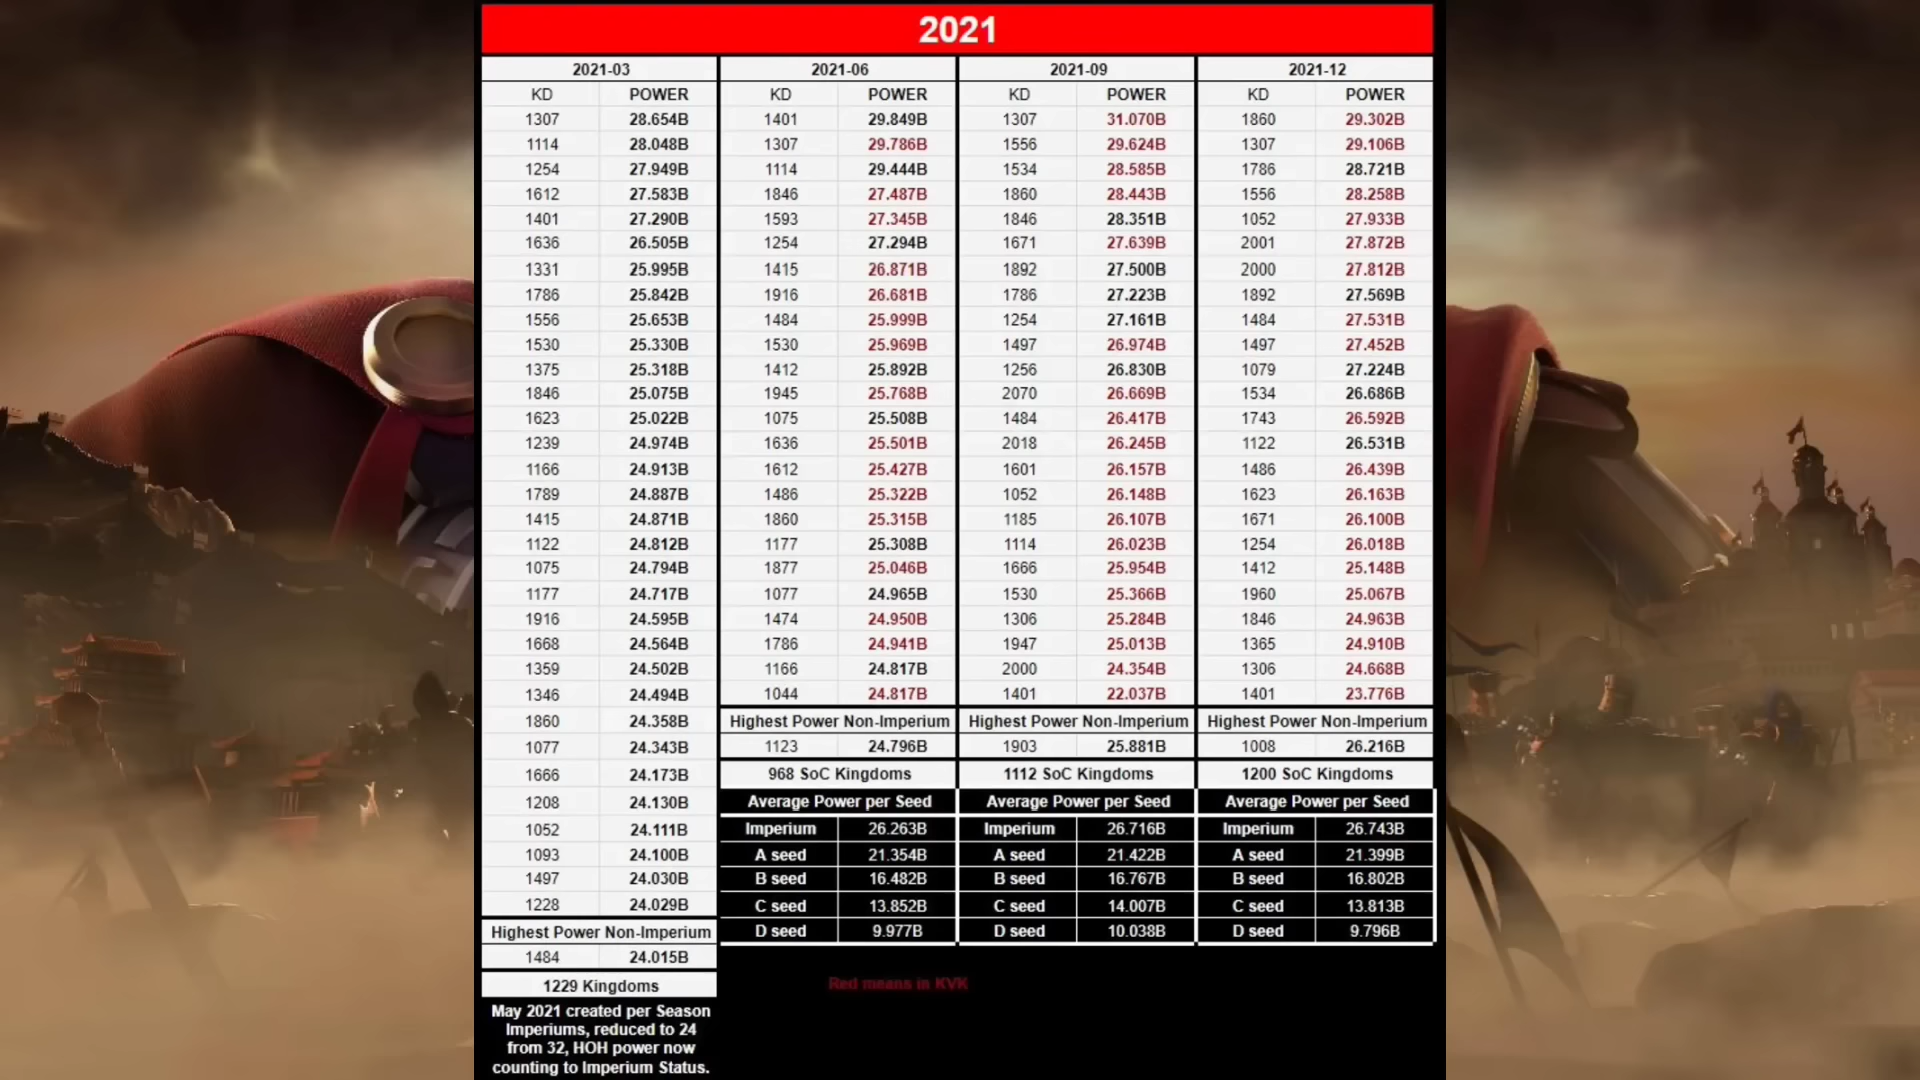 2021
2021-03 2021-06 2021-09 2021-12
KD POWER KD POWER KD POWER KD POWER
1307 28.654B 1401 29.849B 1307 31.070B 1860 29.302B
1114 28.048B 1307 29.786B 1556 29.624B 1307 29.106B
1254 27.949B 1114 29.444B 1534 28.585B 1786 28.721B
1612 27.583B 1846 27.487B 1860 28.443B 1556 28.258B
1401 27.290B 1593 27.345B 1846 28.351B 1052 27.933B
1636 26.505B 1254 27.294B 1671 27.639B 2001 27.872B
1331 25.995B 1415 26.871B 1892 27.500B 2000 27.812B
1786 25.842B 1916 26.681B 1786 27.223B 1892 27.569B
1556 25.653B 1484 25.999B 1254 27.161B 1484 27.531B
1530 25.330B 1530 25.969B 1497 26.974B 1497 27.452B
1375 25.318B 1412 25.892B 1256 26.830B 1079 27.224B
1846 25.075B 1945 25.768B 2070 26.669B 1534 26.686B
1623 25.022B 1075 25.508B 1484 26.417B 1743 26.592B
1239 24.974B 1636 25.501B 2018 26.245B 1122 26.531B
1166 24.913B 1612 25.427B 1601 26.157B 1486 26.439B
1789 24.887B 1486 25.322B 1052 26.148B 1623 26.163B
1415 24.871B 1860 25.315B 1185 26.107B 1671 26.100B
1122 24.812B 1177 25.308B 1114 26.023B 1254 26.018B
1075 24.794B 1877 25.046B 1666 25.954B 1412 25.148B
1177 24.717B 1077 24.965B 1530 25.366B 1960 25.067B
1916 24.595B 1474 24.950B 1306 25.284B 1846 24.963B
1668 24.564B 1786 24.941B 1947 25.013B 1365 24.910B
1359 24.502B 1166 24.817B 2000 24.354B 1306 24.668B
1346 24.494B 1044 24.817B 1401 22.037B 1401 23.776B
1860 24.358B Highest Power Non-Imperium Highest Power Non-Imperium Highest Power Non-Imperium
1077 24.343B 1123 24.796B 1903 25.881B 1008 26.216B
1666 24.173B 968 SoC Kingdoms 1112 SoC Kingdoms 1200 SoC Kingdoms
1208 24.130B Average Power per Seed Average Power per Seed Average Power per Seed
1052 24.111B Imperium 26.263B Imperium 26.716B Imperium 26.743B
1093 24.100B A seed 21.354B A seed 21.422B A seed 21.399B
1497 24.030B B seed 16.482B B seed 16.767B B seed 16.802B
1228 24.029B C seed 13.852B C seed 14.007B C seed 13.813B
Highest Power Non-Imperium D seed 9.977B D seed 10.038B D seed 9.796B
1484 24.015B
1229 Kingdoms Red means in KVK
May 2021 created per Season
Imperiums, reduced to 24
from 32, HOH power now
counting to Imperium Status.